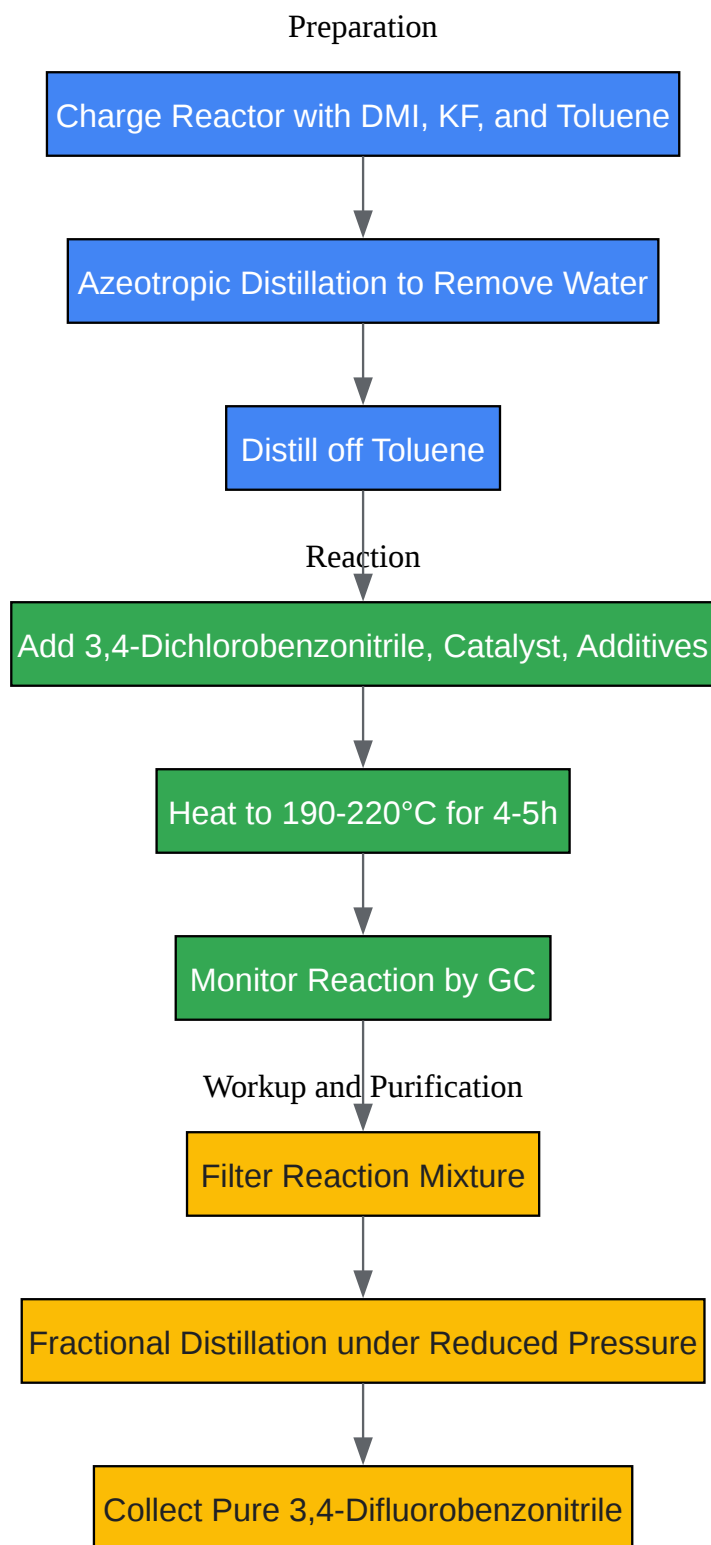 Preparation
Charge Reactor with DMI, KF, and Toluene
Azeotropic Distillation to Remove Water
Distill off Toluene
Reaction
Add 3,4-Dichlorobenzonitrile, Catalyst, Additives
Heat to 190-220°C for 4-5h
Monitor Reaction by GC
Workup and Purification
Filter Reaction Mixture
Fractional Distillation under Reduced Pressure
Collect Pure 3,4-Difluorobenzonitrile